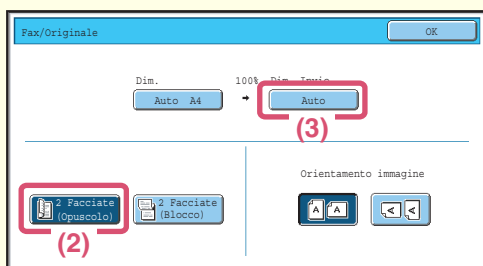 Fax/Originale
OK
Dim. 100% Dim. Invio
Auto A4 → Auto
(3)
Orientamento immagine
2 Facciate
(Opuscolo)
2 Facciate
(Blocco)
A A A A
(2)